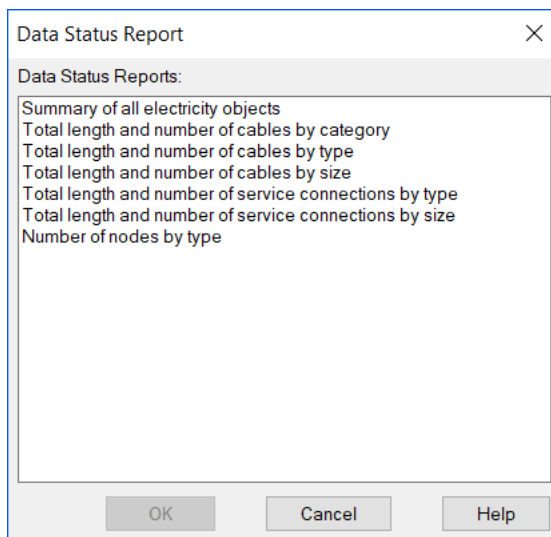 Data Status Report
Data Status Reports:
Summary of all electricity objects
Total length and number of cables by category
Total length and number of cables by type
Total length and number of cables by size
Total length and number of service connections by type
Total length and number of service connections by size
Number of nodes by type
OK Cancel Help